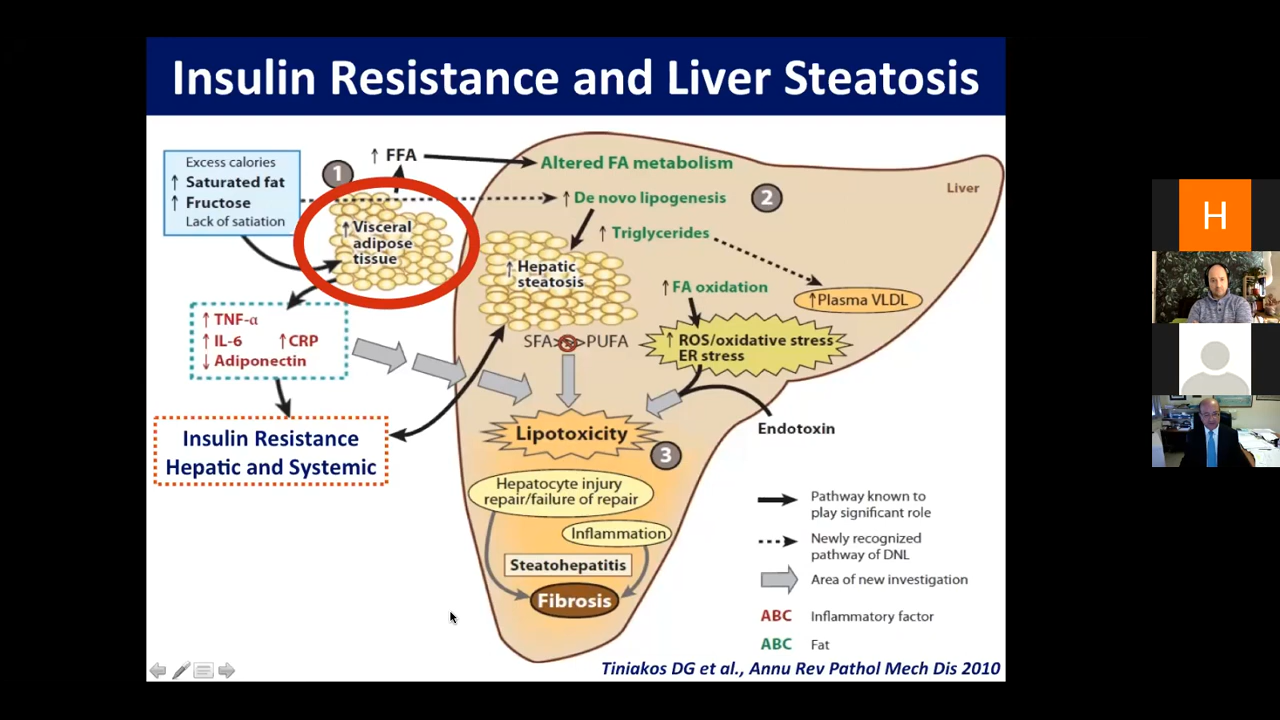 Insulin Resistance and Liver Steatosis
Excess calories
↑ Saturated fat
↑ Fructose
Lack of satiation
1
↑ FFA
Altered FA metabolism
Liver
↑ De novo lipogenesis
2
↑ Triglycerides
↑ Visceral
adipose
tissue
↑ Hepatic
steatosis
↑ FA oxidation
↑ Plasma VLDL
↑ TNF-α
↑ IL-6 ↑ CRP
↓ Adiponectin
SFA>>PUFA
↑ ROS/oxidative stress
ER stress
Endotoxin
Insulin Resistance
Hepatic and Systemic
Lipotoxicity
3
Hepatocyte injury
repair/failure of repair
Inflammation
Steatohepatitis
Fibrosis
Pathway known to
play significant role
Newly recognized
pathway of DNL
Area of new investigation
ABC Inflammatory factor
ABC Fat
Tiniakos DG et al., Annu Rev Pathol Mech Dis 2010
H